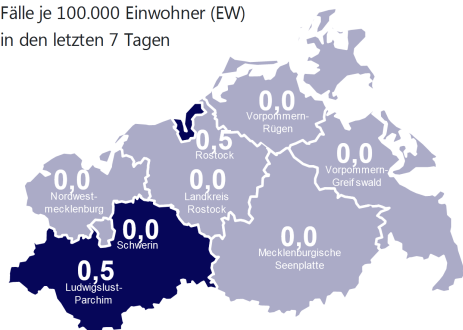 Fälle je 100.000 Einwohner (EW)
in den letzten 7 Tagen
0,0
Vorpommern-
Rügen
0,5
Rostock
0,0
Vorpommern-
Greifswald
0,0
Nordwest-
mecklenburg
0,0
Landkreis
Rostock
0,0
Schwerin
0,0
Mecklenburgische
Seenplatte
0,5
Ludwigslust-
Parchim